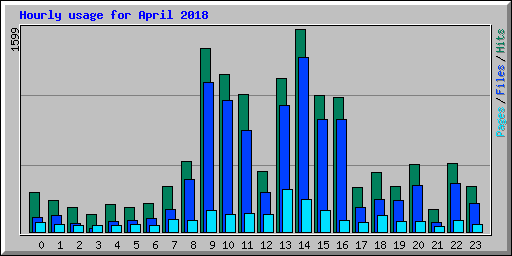 Hourly usage for April 2018
1599
Pages/Files/Hits
0 1 2 3 4 5 6 7 8 9 10 11 12 13 14 15 16 17 18 19 20 21 22 23